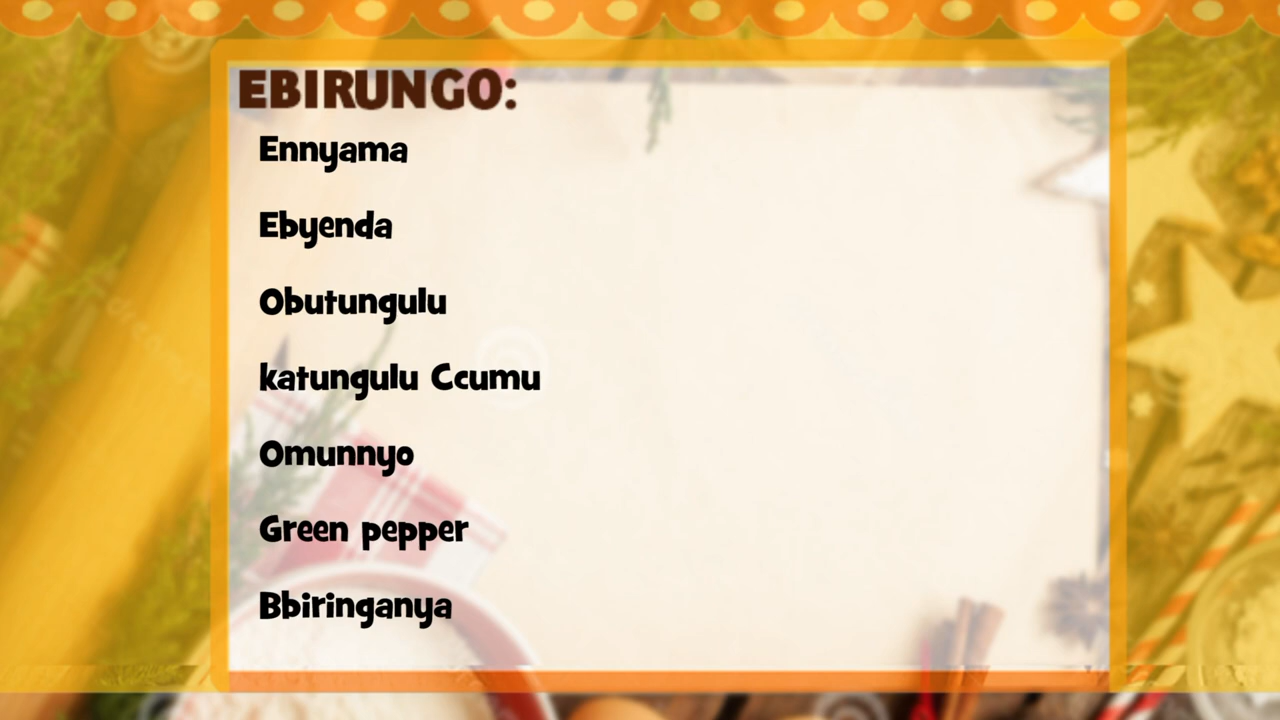 EBIRUNGO:
Ennyama
Ebyenda
Obutungulu
katungulu Ccumu
Omunnyo
Green pepper
Bbiringanya